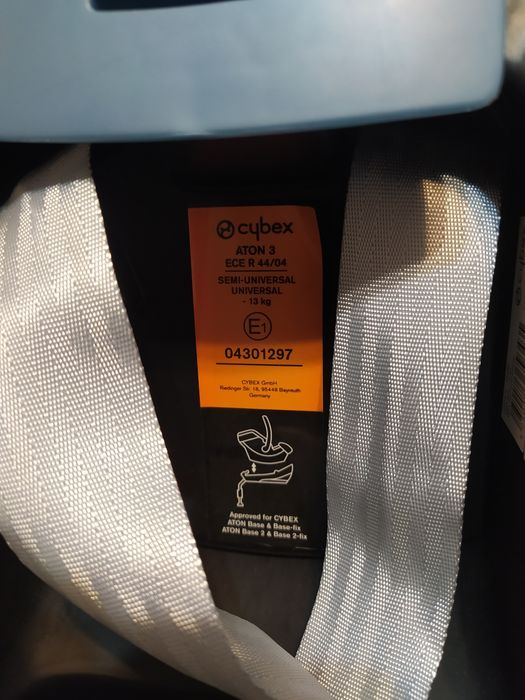 cybex
ATON 3
ECE R 44/04
SEMI-UNIVERSAL
UNIVERSAL
- 13 kg
E1
04301297
CYBEX GmbH
Riedinger Str. 18, 95448 Bayreuth
Germany
Approved for CYBEX
ATON Base & Base-fix
ATON Base 2 & Base 2-fix